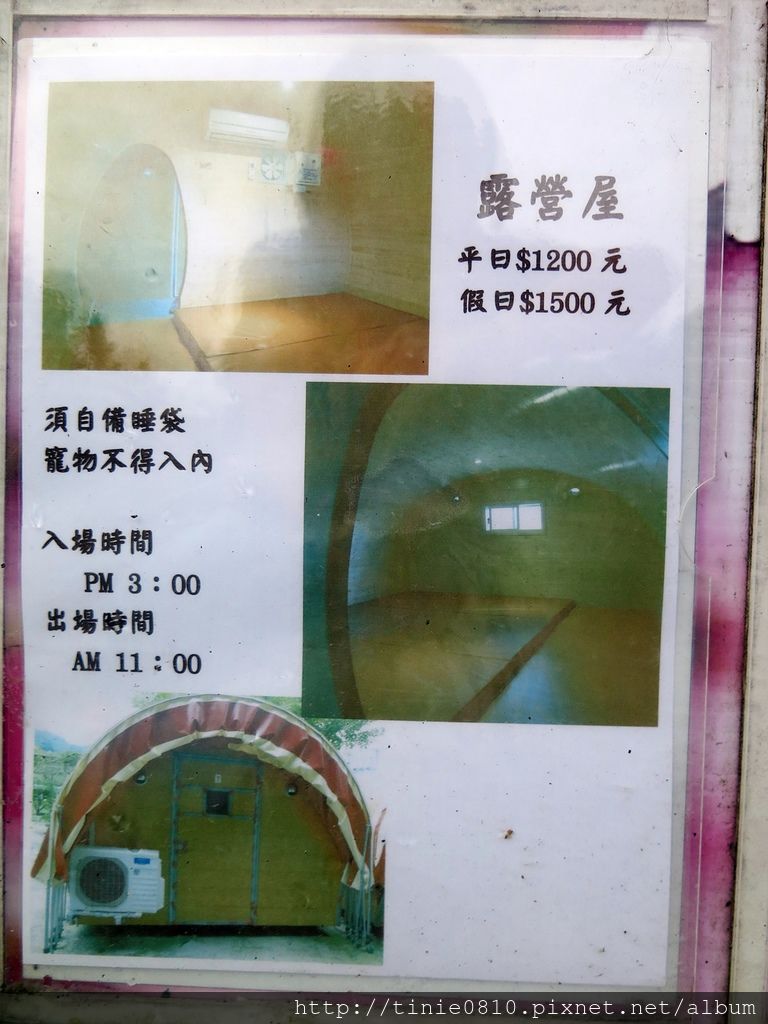 露營屋
平日$1200 元
假日$1500 元
須自備睡袋
寵物不得入內
入場時間
PM 3：00
出場時間
AM 11：00
http://tinie0810.pixnet.net/album